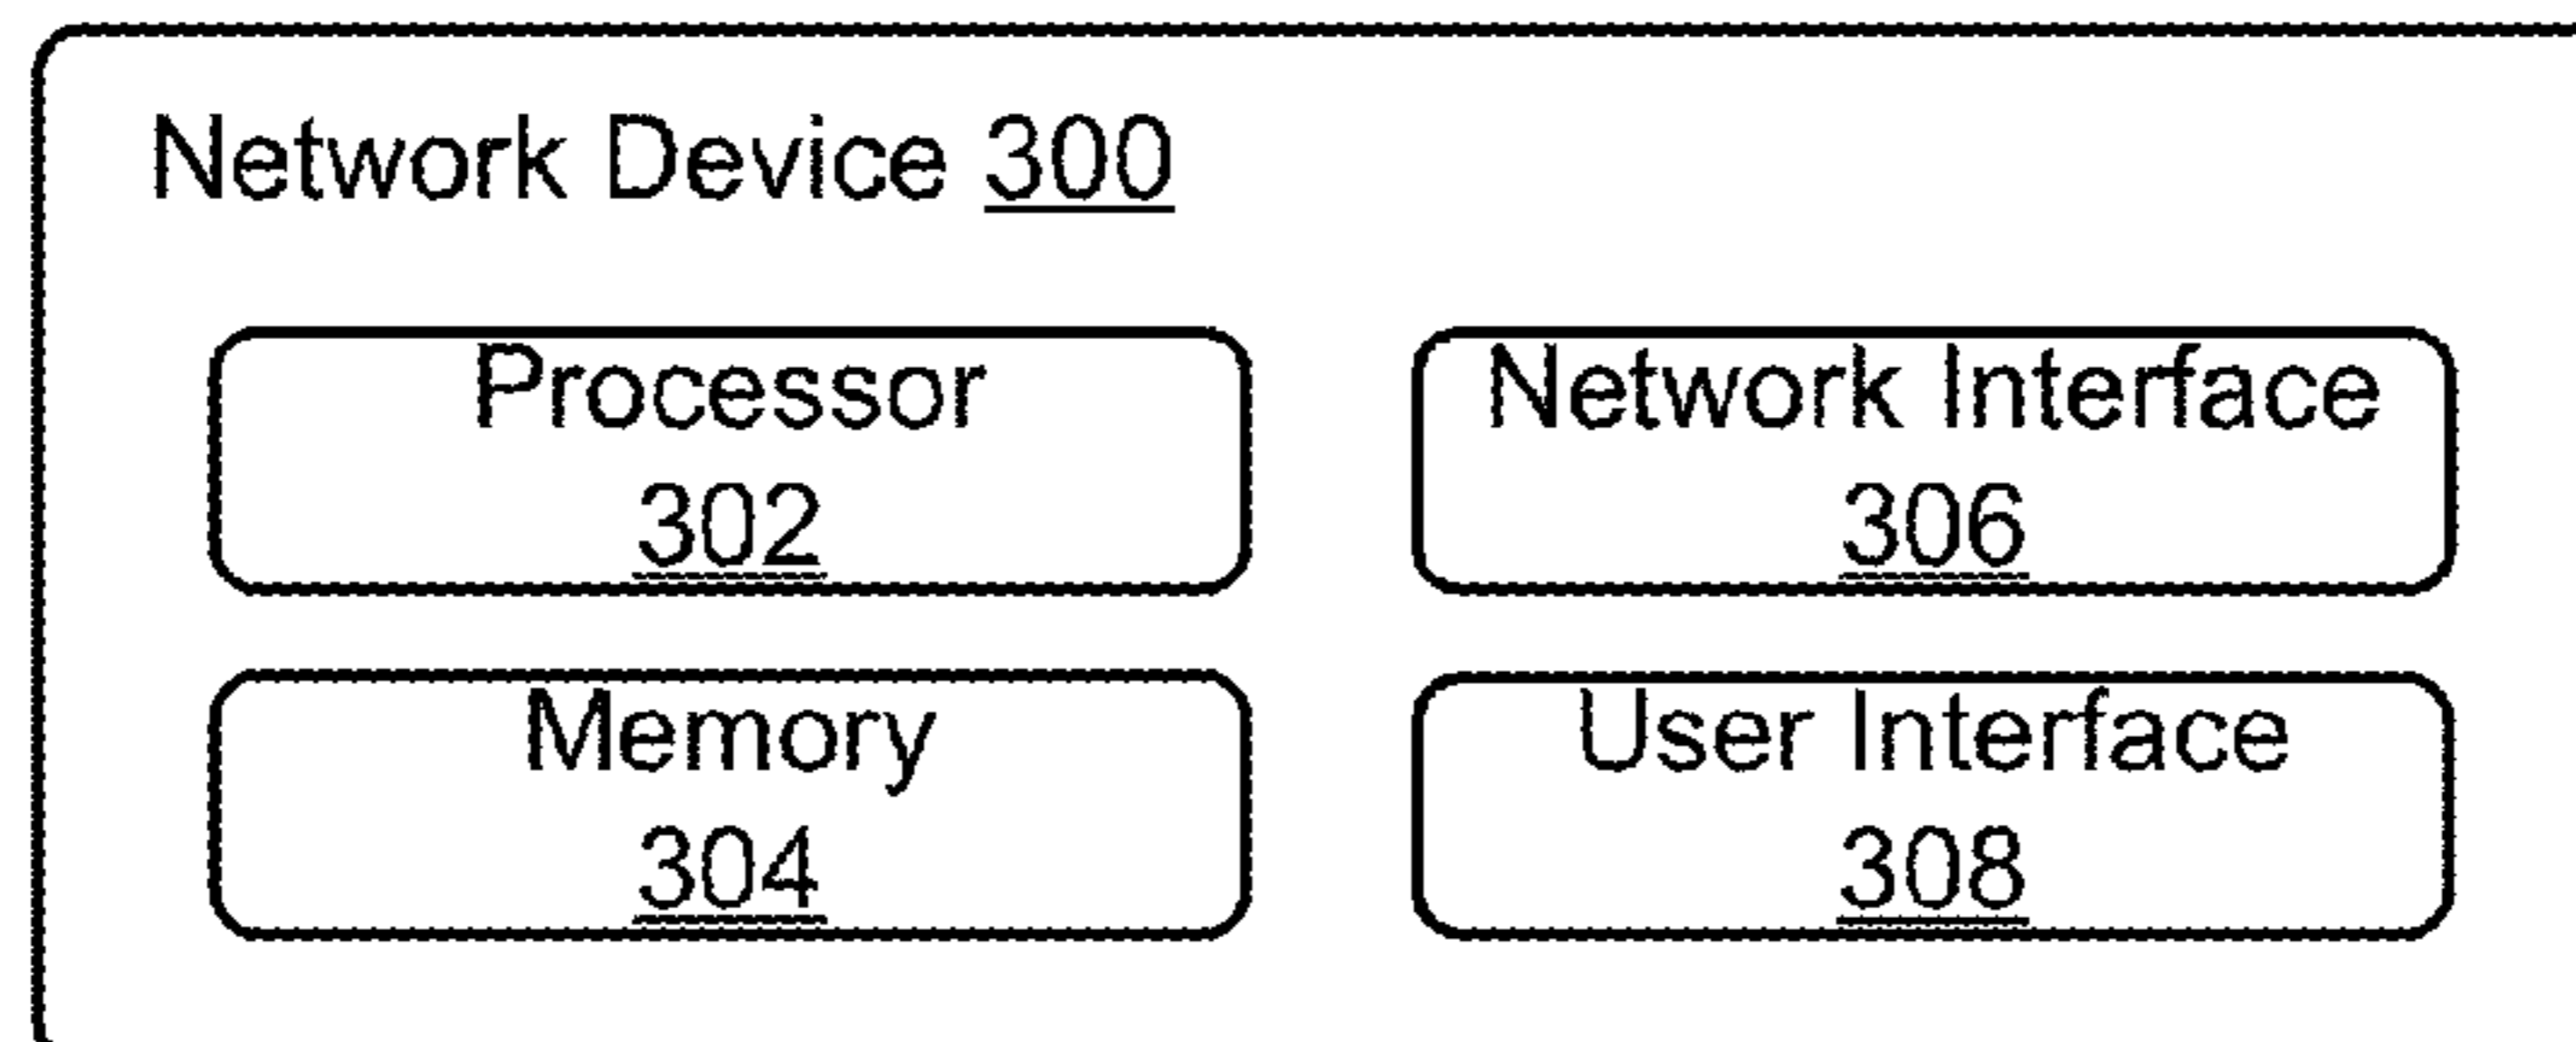 Network Device 300
Processor
302
Network Interface
306
Memory
304
User Interface
308